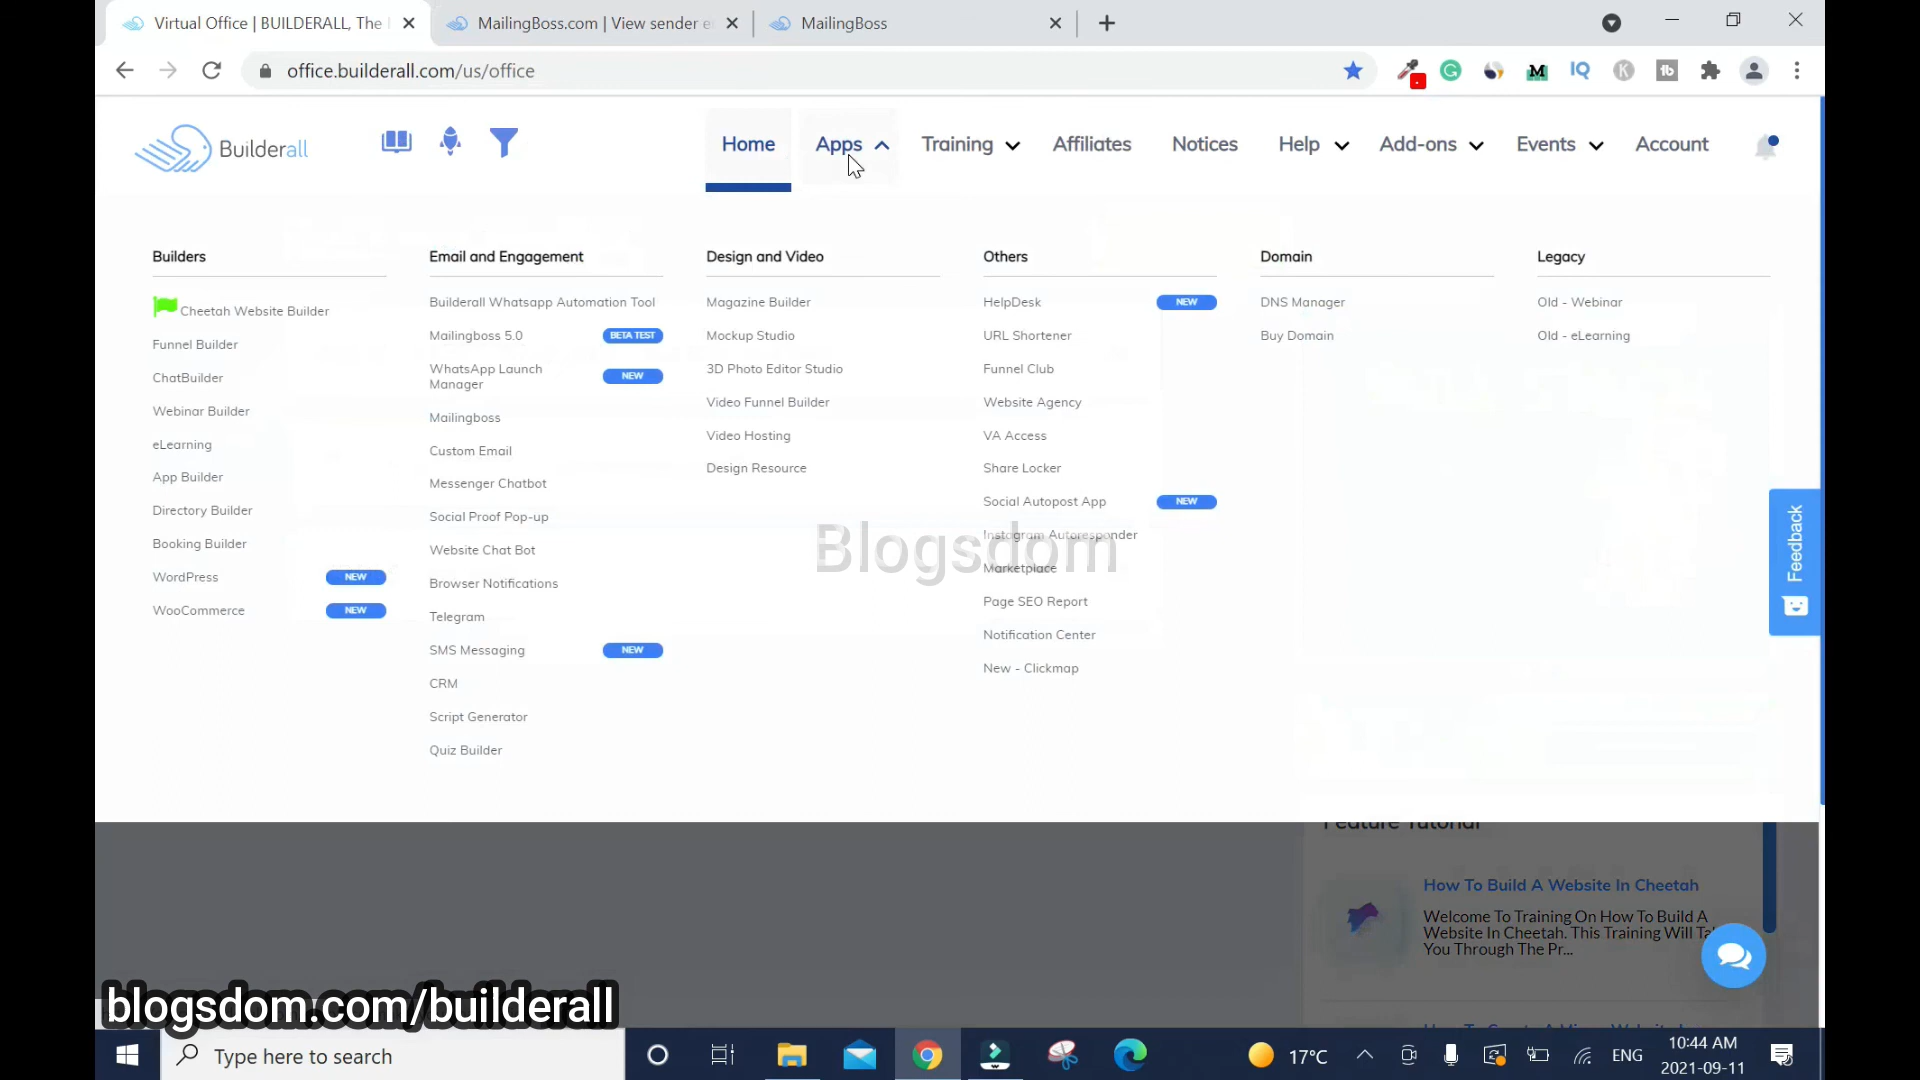 Virtual Office | BUILDERALL, The
MailingBoss.com | View sender e
MailingBoss
office.builderall.com/us/office
Builderall
Home
Apps
Training
Affiliates
Notices
Help
Add-ons
Events
Account
Builders
Cheetah Website Builder
Funnel Builder
ChatBuilder
Webinar Builder
eLearning
App Builder
Directory Builder
Booking Builder
WordPress NEW
WooCommerce NEW
Email and Engagement
Builderall Whatsapp Automation Tool
Mailingboss 5.0 BETA TEST
WhatsApp Launch
Manager NEW
Mailingboss
Custom Email
Messenger Chatbot
Social Proof Pop-up
Website Chat Bot
Browser Notifications
Telegram
SMS Messaging NEW
CRM
Script Generator
Quiz Builder
Design and Video
Magazine Builder
Mockup Studio
3D Photo Editor Studio
Video Funnel Builder
Video Hosting
Design Resource
Others
HelpDesk NEW
URL Shortener
Funnel Club
Website Agency
VA Access
Share Locker
Social Autopost App NEW
Instagram Autoresponder
Marketplace
Page SEO Report
Notification Center
New - Clickmap
Domain
DNS Manager
Buy Domain
Legacy
Old - Webinar
Old - eLearning
Blogsdom
Feedback
Feature Tutorial
How To Build A Website In Cheetah
Welcome To Training On How To Build A
Website In Cheetah. This Training Will Ta
You Through The Pr...
blogsdom.com/builderall
Type here to search
17°C
ENG
10:44 AM
2021-09-11